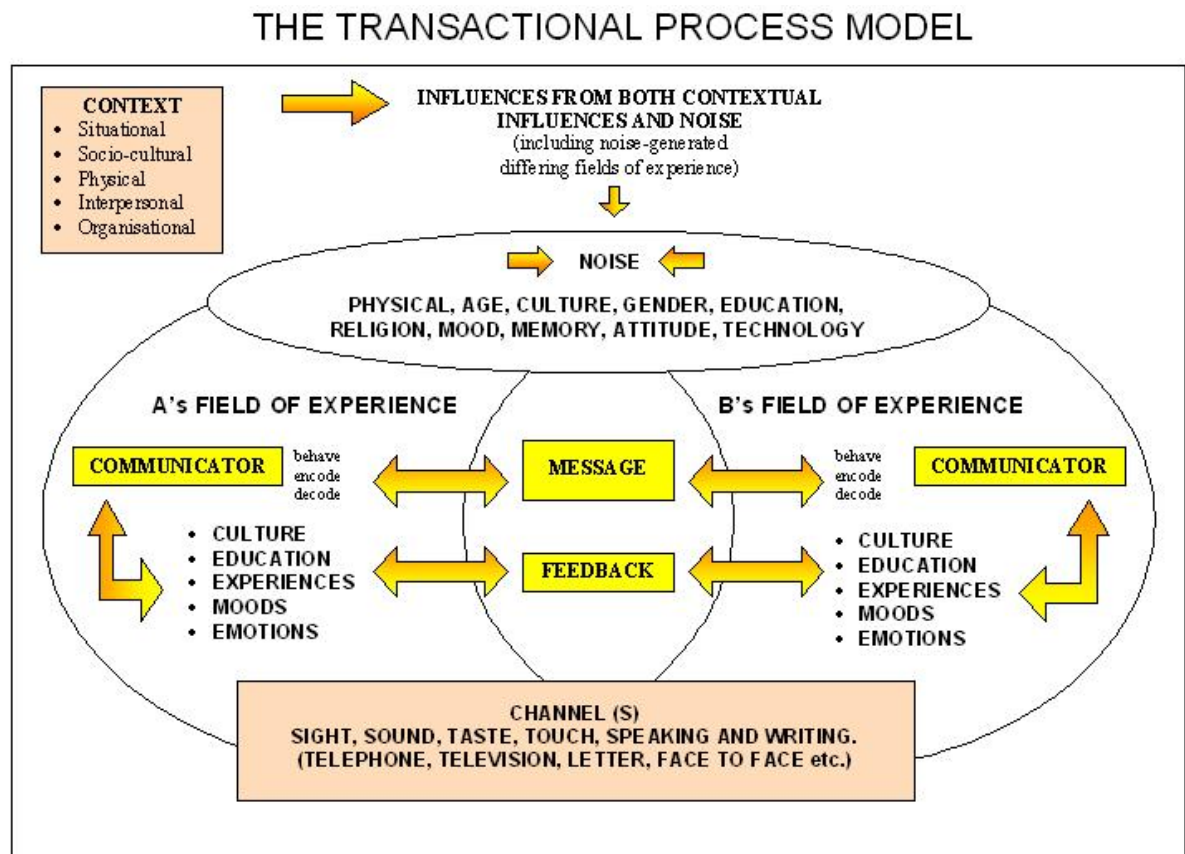 THE TRANSACTIONAL PROCESS MODEL
CONTEXT
• Situational
• Socio-cultural
• Physical
• Interpersonal
• Organisational
INFLUENCES FROM BOTH CONTEXTUAL
INFLUENCES AND NOISE
(including noise-generated
differing fields of experience)
NOISE
PHYSICAL, AGE, CULTURE, GENDER, EDUCATION,
RELIGION, MOOD, MEMORY, ATTITUDE, TECHNOLOGY
A's FIELD OF EXPERIENCE
COMMUNICATOR
behave
encode
decode
• CULTURE
• EDUCATION
• EXPERIENCES
• MOODS
• EMOTIONS
MESSAGE
FEEDBACK
B's FIELD OF EXPERIENCE
behave
encode
decode
COMMUNICATOR
• CULTURE
• EDUCATION
• EXPERIENCES
• MOODS
• EMOTIONS
CHANNEL (S)
SIGHT, SOUND, TASTE, TOUCH, SPEAKING AND WRITING.
(TELEPHONE, TELEVISION, LETTER, FACE TO FACE etc.)